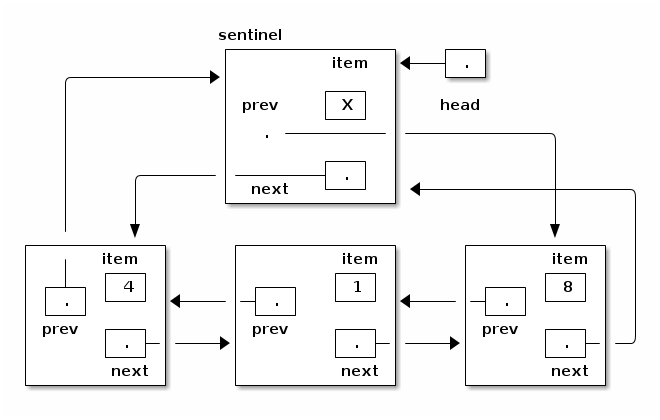 sentinel
item
.
prev
X
head
.
.
next
item
item
item
4
1
8
.
.
.
prev
prev
prev
.
.
.
next
next
next